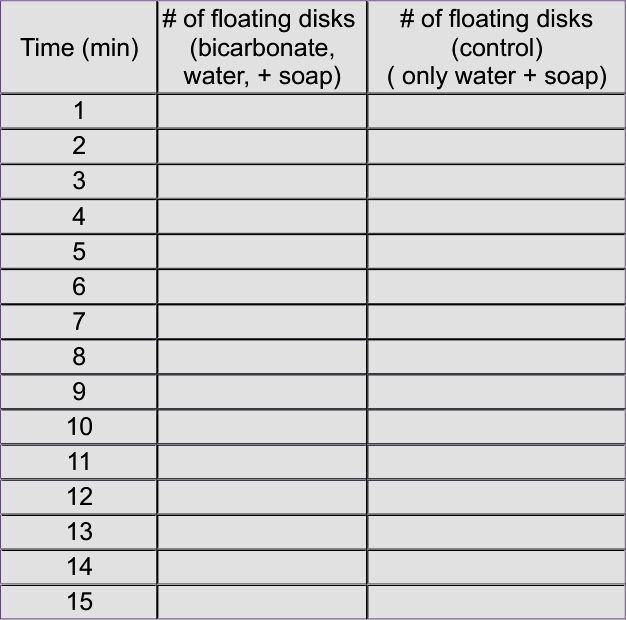 Time (min)
# of floating disks
(bicarbonate,
water, + soap)
# of floating disks
(control)
( only water + soap)
1
2
3
4
5
6
7
8
9
10
11
12
13
14
15